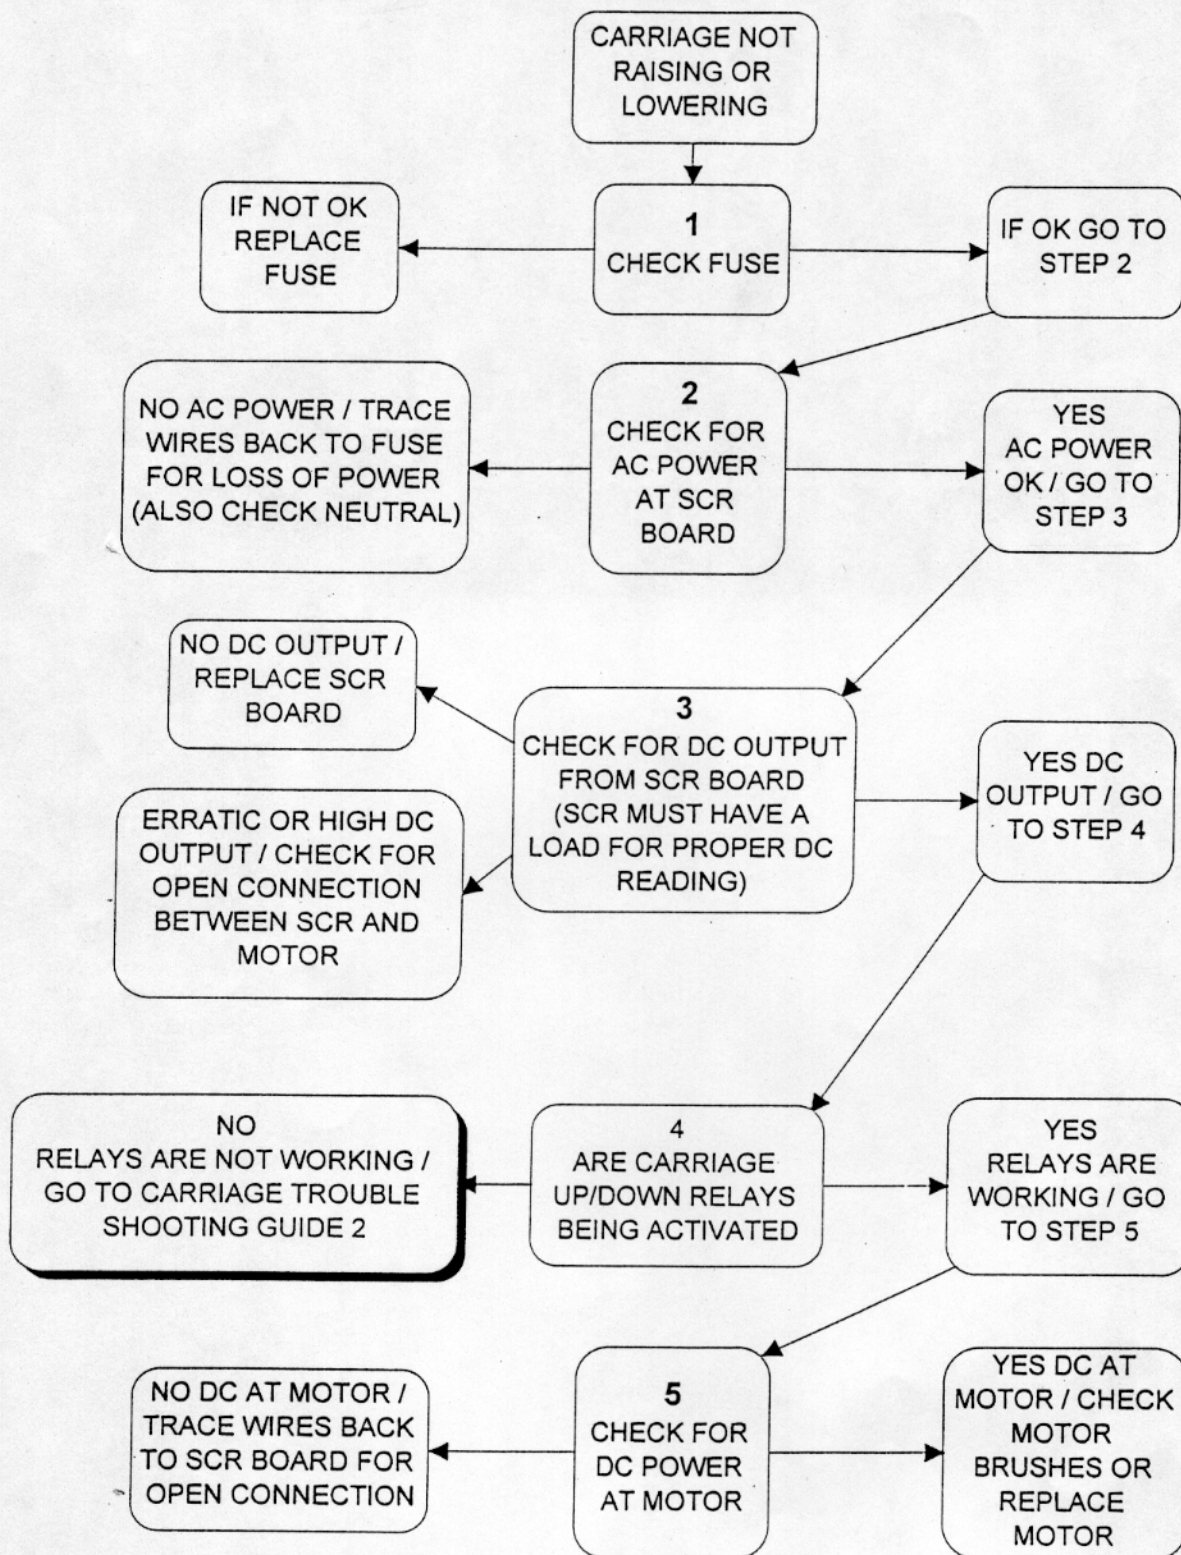 CARRIAGE NOT
RAISING OR
LOWERING
IF NOT OK
REPLACE
FUSE
1
CHECK FUSE
IF OK GO TO
STEP 2
NO AC POWER / TRACE
WIRES BACK TO FUSE
FOR LOSS OF POWER
(ALSO CHECK NEUTRAL)
2
CHECK FOR
AC POWER
AT SCR
BOARD
YES
AC POWER
OK / GO TO
STEP 3
NO DC OUTPUT /
REPLACE SCR
BOARD
ERRATIC OR HIGH DC
OUTPUT / CHECK FOR
OPEN CONNECTION
BETWEEN SCR AND
MOTOR
3
CHECK FOR DC OUTPUT
FROM SCR BOARD
(SCR MUST HAVE A
LOAD FOR PROPER DC
READING)
YES DC
OUTPUT / GO
TO STEP 4
NO
RELAYS ARE NOT WORKING /
GO TO CARRIAGE TROUBLE
SHOOTING GUIDE 2
4
ARE CARRIAGE
UP/DOWN RELAYS
BEING ACTIVATED
YES
RELAYS ARE
WORKING / GO
TO STEP 5
NO DC AT MOTOR /
TRACE WIRES BACK
TO SCR BOARD FOR
OPEN CONNECTION
5
CHECK FOR
DC POWER
AT MOTOR
YES DC AT
MOTOR / CHECK
MOTOR
BRUSHES OR
REPLACE
MOTOR